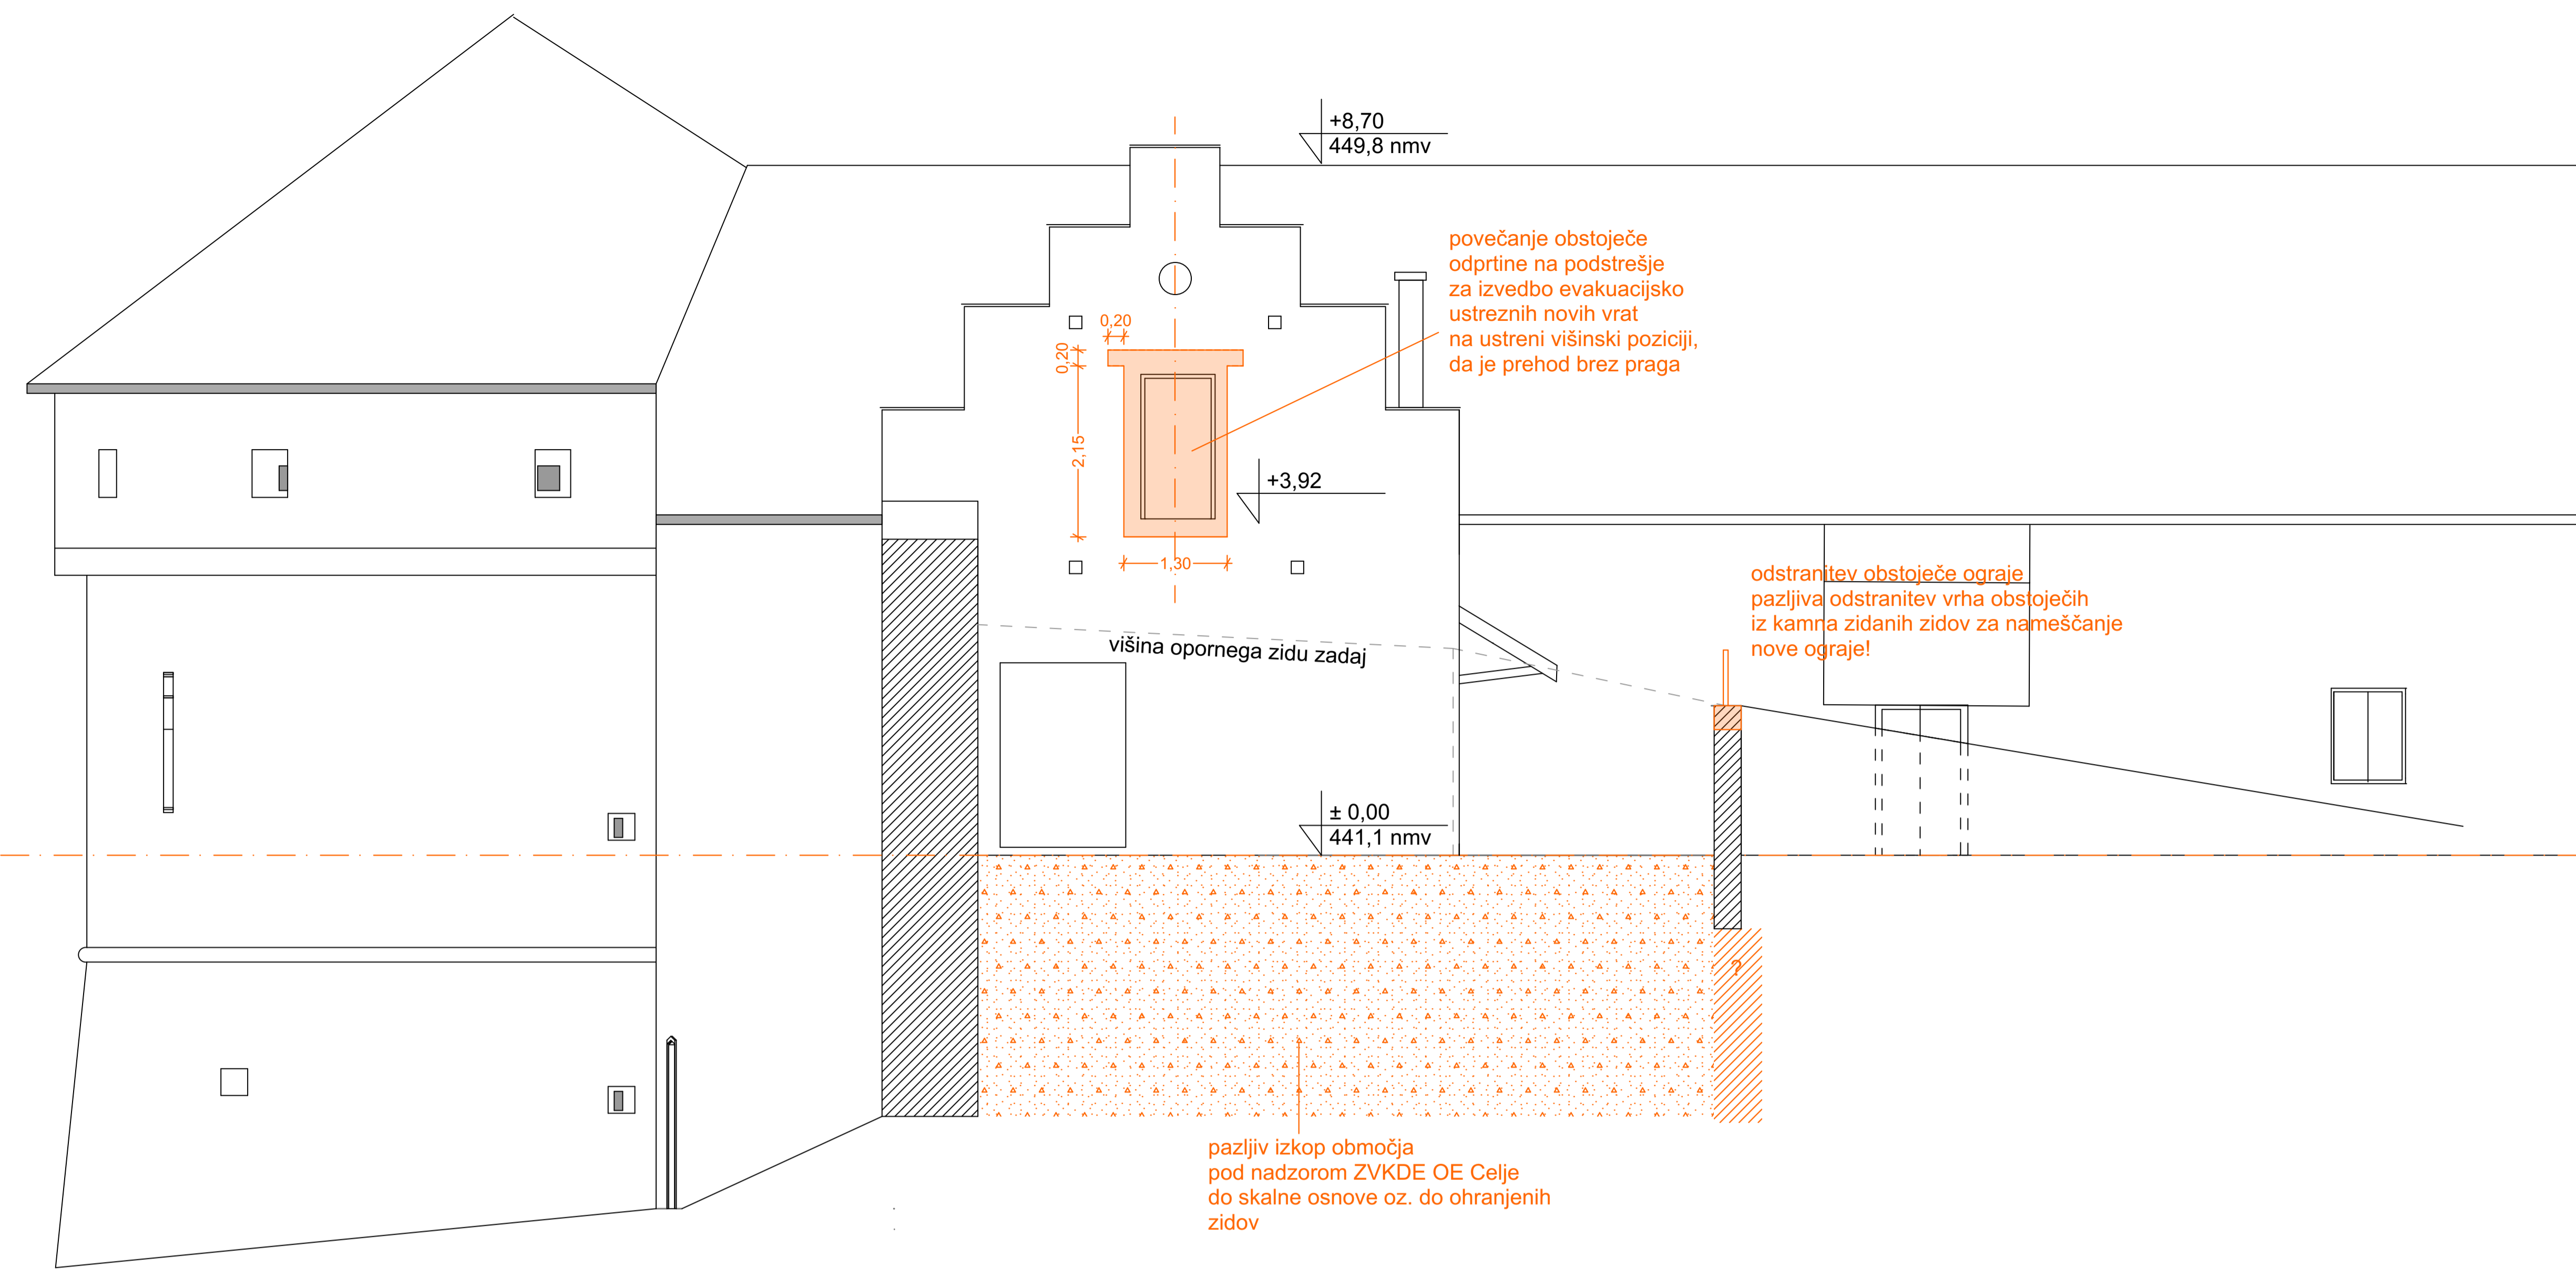 +8,70
449,8 nmv
povečanje obstoječe
odprtine na podstrešje
za izvedbo evakuacijsko
ustreznih novih vrat
na ustreni višinski poziciji,
da je prehod brez praga
0,20
0,20
2,15
+3,92
1,30
odstranitev obstoječe ograje
pazljiva odstranitev vrha obstoječih
iz kamna zidanih zidov za nameščanje
nove ograje!
višina opornega zidu zadaj
± 0,00
441,1 nmv
?
pazljiv izkop območja
pod nadzorom ZVKDE OE Celje
do skalne osnove oz. do ohranjenih
zidov